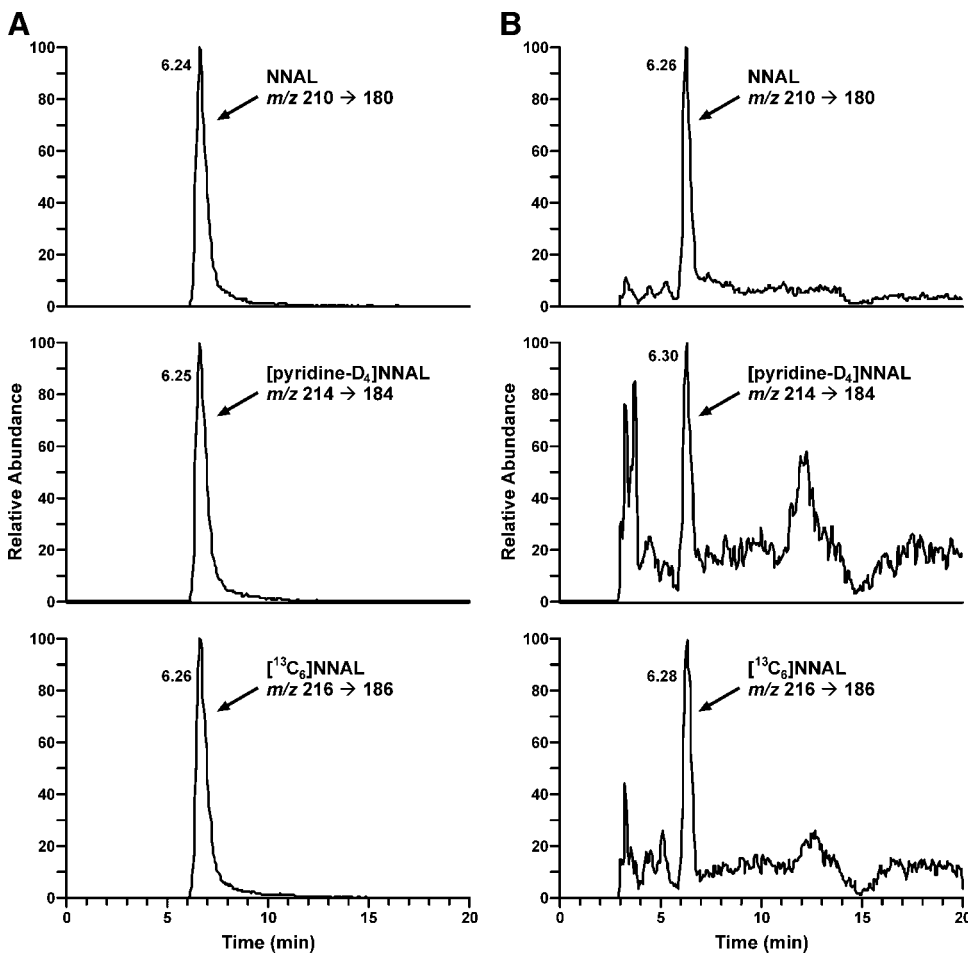 A
100
80
60
40
20
0
6.24
NNAL
m/z 210 → 180
100
80
60
40
20
0
Relative Abundance
6.25
[pyridine-D₄]NNAL
m/z 214 → 184
100
80
60
40
20
0
6.26
[¹³C₆]NNAL
m/z 216 → 186
0 5 10 15 20
Time (min)
B
100
80
60
40
20
0
6.26
NNAL
m/z 210 → 180
100
80
60
40
20
0
Relative Abundance
6.30
[pyridine-D₄]NNAL
m/z 214 → 184
100
80
60
40
20
0
6.28
[¹³C₆]NNAL
m/z 216 → 186
0 5 10 15 20
Time (min)